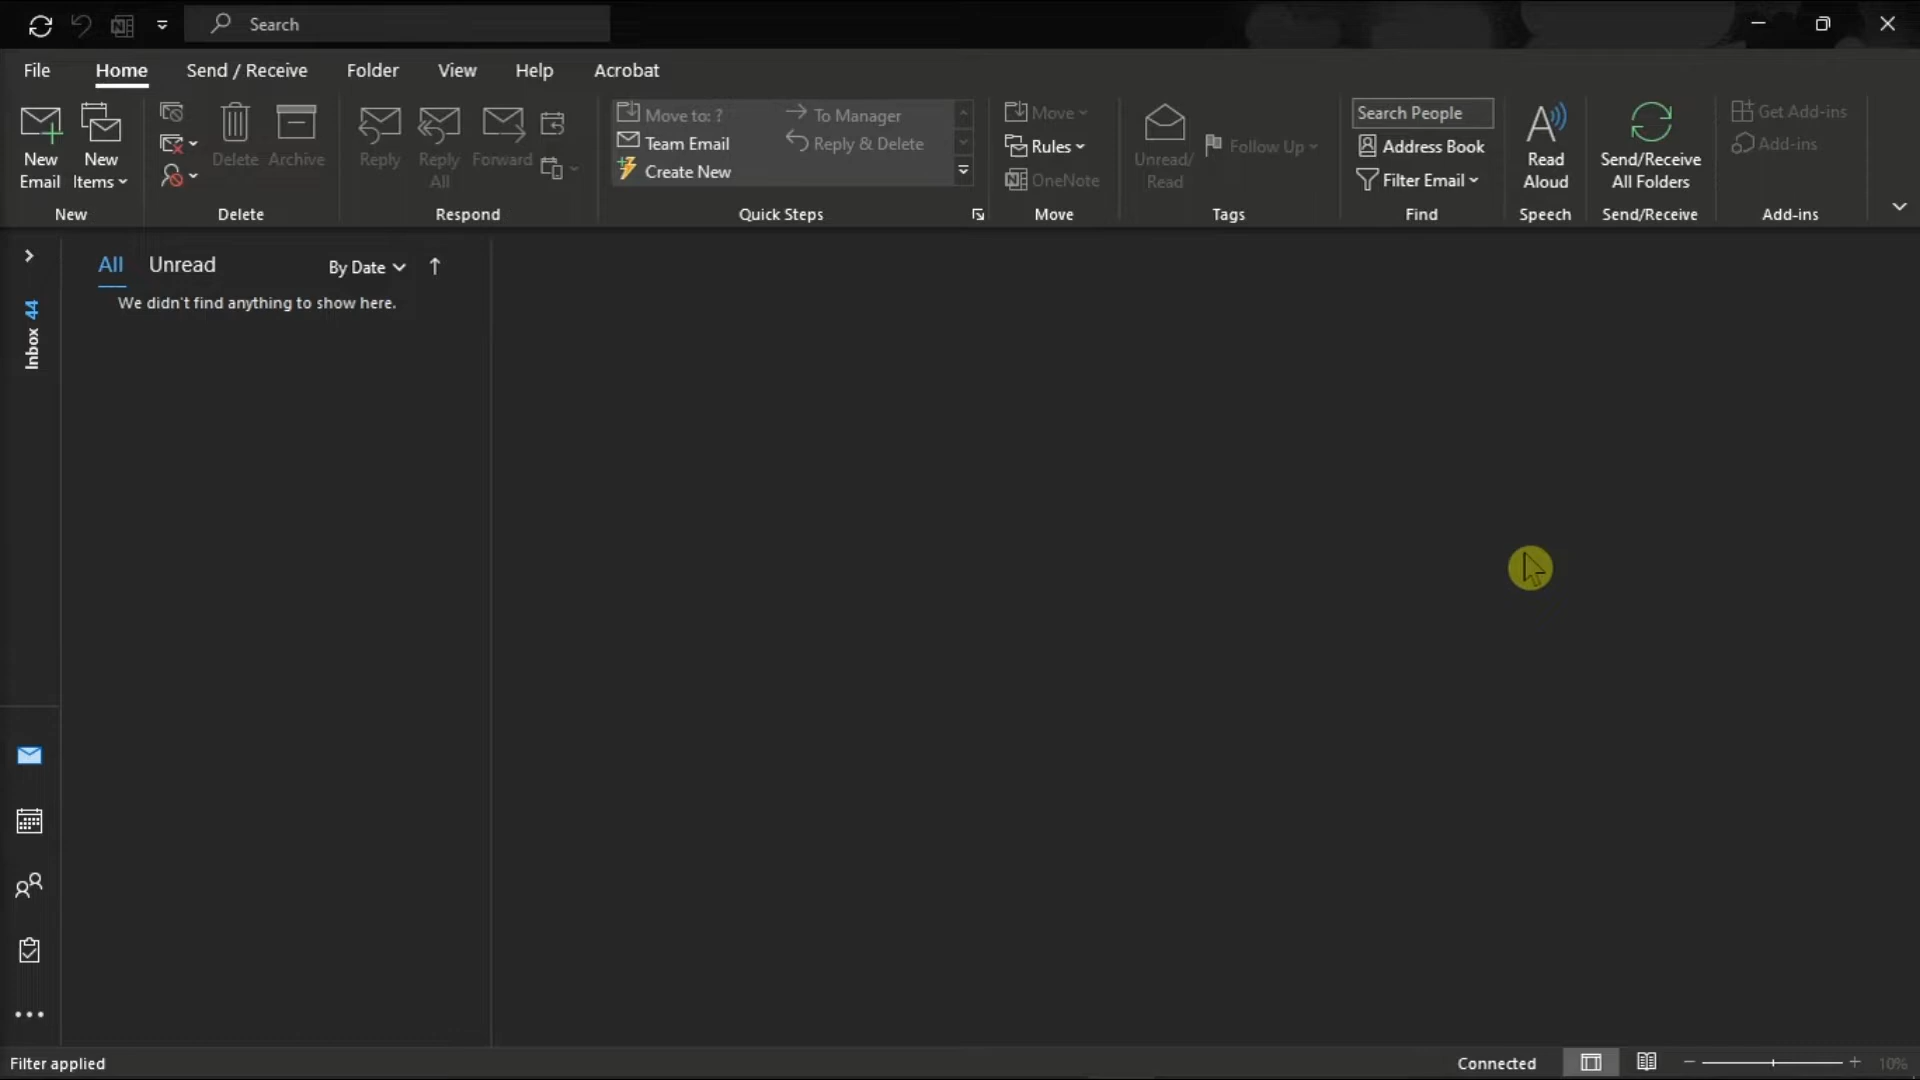 Search
File Home Send / Receive Folder View Help Acrobat
New Email
New Items
Delete
Archive
Reply
Reply All
Forward
Move to: ?
To Manager
Team Email
Reply & Delete
Create New
Move
Rules
OneNote
Unread/ Read
Follow Up
Search People
Address Book
Filter Email
Read Aloud
Send/Receive All Folders
Get Add-ins
Add-ins
New
Delete
Respond
Quick Steps
Move
Tags
Find
Speech
Send/Receive
Add-ins
All Unread By Date
We didn't find anything to show here.
Inbox 44
Filter applied
Connected
10%